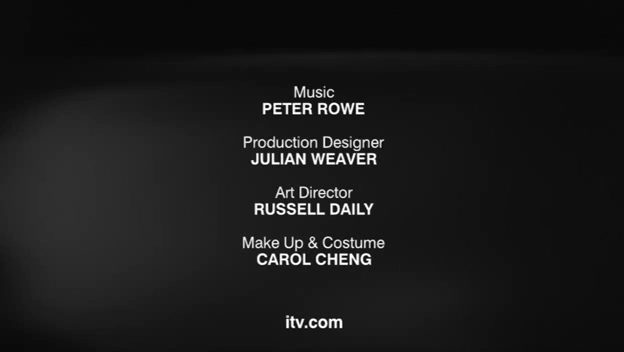 Music
PETER ROWE
Production Designer
JULIAN WEAVER
Art Director
RUSSELL DAILY
Make Up & Costume
CAROL CHENG
itv.com